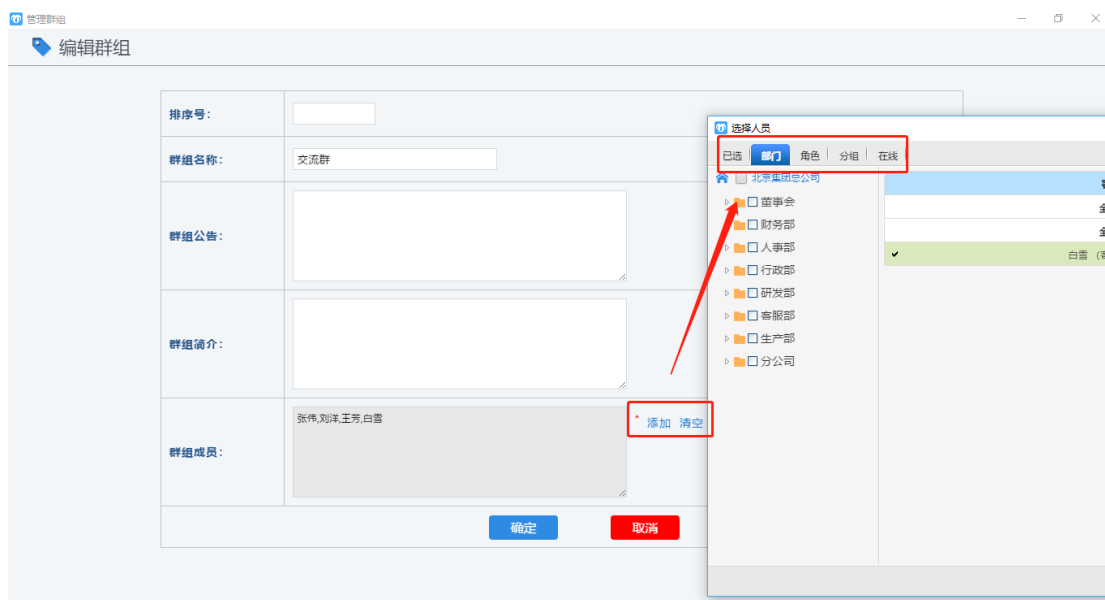 管理群组
编辑群组
排序号：
群组名称： 交流群
群组公告：
群组简介：
群组成员： 张伟,刘洋,王芳,白雪 * 添加 清空
确定 取消
选择人员
已选 部门 角色 分组 在线
北京集团总公司
董事会
财务部
人事部
行政部
研发部
客服部
生产部
分公司
白雪 （